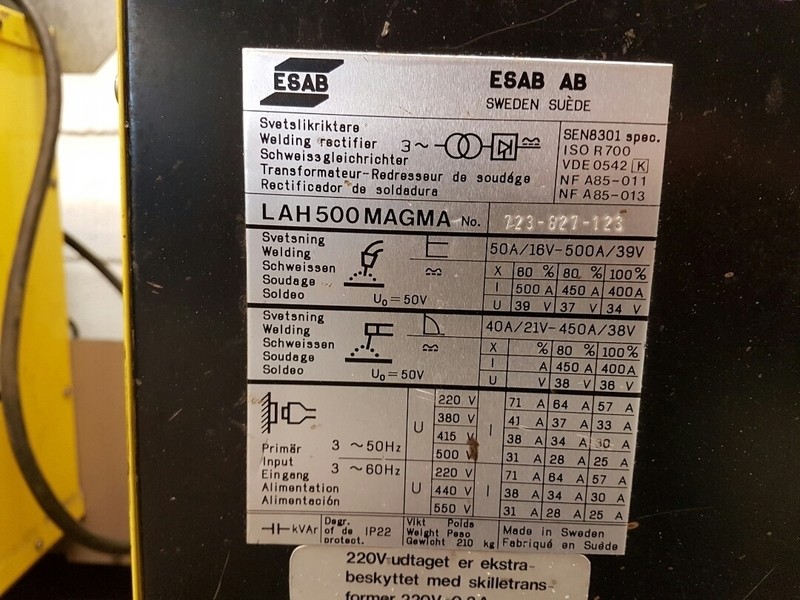 ESAB
ESAB AB
SWEDEN SUÈDE
Svetslikriktare
Welding rectifier
Schweissgleichrichter
Transformateur-Redresseur de soudage
Rectificador de soldadura
3~
SEN8301 spec.
ISO R700
VDE 0542 K
NF A85-011
NF A85-013
LAH 500 MAGMA No. 723-827-123
Svetsning
Welding
Schweissen
Soudage
Soldeo
U₀=50V
50A/16V-500A/39V
X 80 % 80 % 100%
I 500 A 450 A 400A
U 39 V 37 V 34 V
Svetsning
Welding
Schweissen
Soudage
Soldeo
U₀=50V
40A/21V-450A/38V
X % 80 % 100%
I A 450 A 400A
U V 38 V 36 V
Primär
Input
Eingang
Alimentation
Alimentación
3 ~50Hz
U 220 V I 71 A 64 A 57 A
380 V 41 A 37 A 33 A
415 V 38 A 34 A 30 A
500 V 31 A 28 A 25 A
3 ~60Hz
U 220 V I 71 A 64 A 57 A
440 V 38 A 34 A 30 A
550 V 31 A 28 A 25 A
kVAr
Degr.
of de
protect.
IP22
Vikt Poids
Weight Peso
Gewicht 210 kg
Made in Sweden
Fabriqué en Suède
220V-udtaget er ekstra-
beskyttet med skilletrans-
former 220V